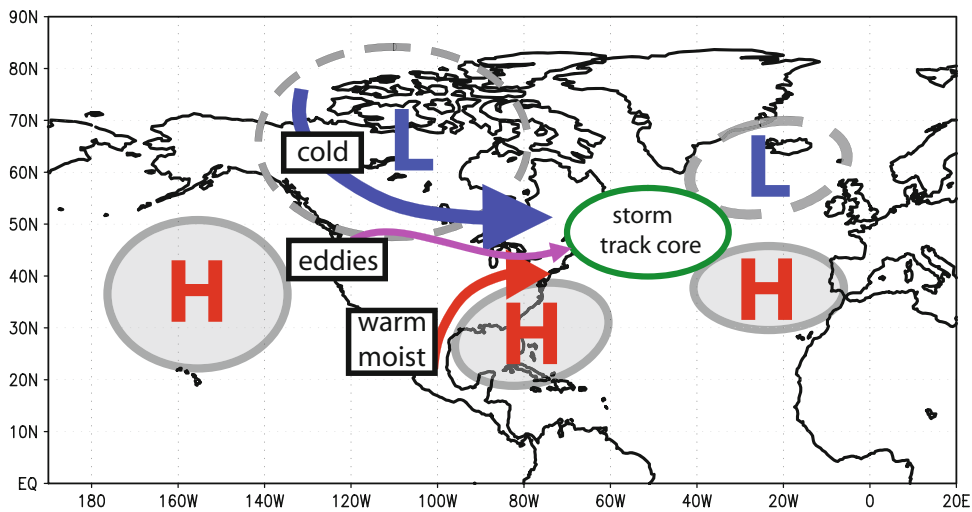 90N
80N
70N
60N
50N
40N
30N
20N
10N
EQ
L
cold
L
storm
track core
eddies
H
H
warm
moist
H
180
160W
140W
120W
100W
80W
60W
40W
20W
0
20E